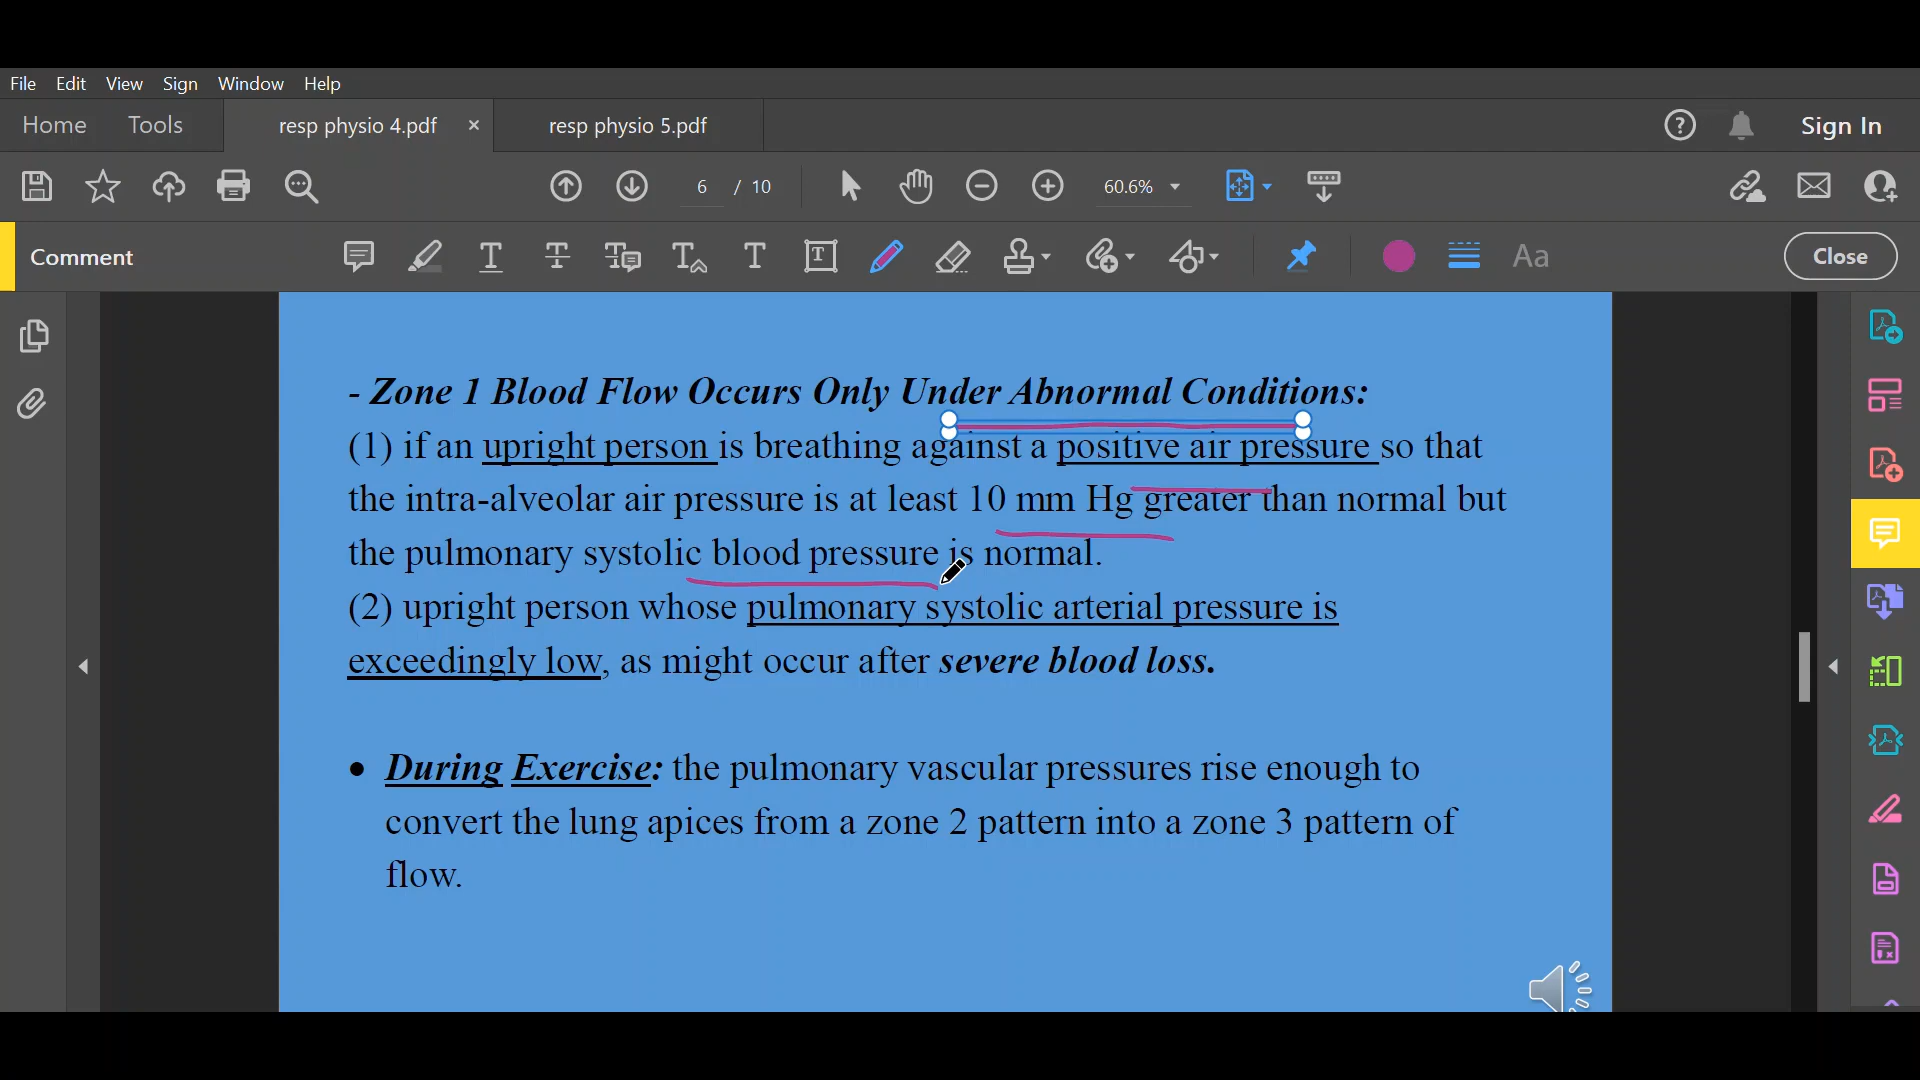 File Edit View Sign Window Help
Home Tools resp physio 4.pdf × resp physio 5.pdf Sign In
6 / 10 60.6%
Comment Aa Close
- Zone 1 Blood Flow Occurs Only Under Abnormal Conditions:
(1) if an upright person is breathing against a positive air pressure so that
the intra-alveolar air pressure is at least 10 mm Hg greater than normal but
the pulmonary systolic blood pressure is normal.
(2) upright person whose pulmonary systolic arterial pressure is
exceedingly low, as might occur after severe blood loss.
• During Exercise: the pulmonary vascular pressures rise enough to
convert the lung apices from a zone 2 pattern into a zone 3 pattern of
flow.